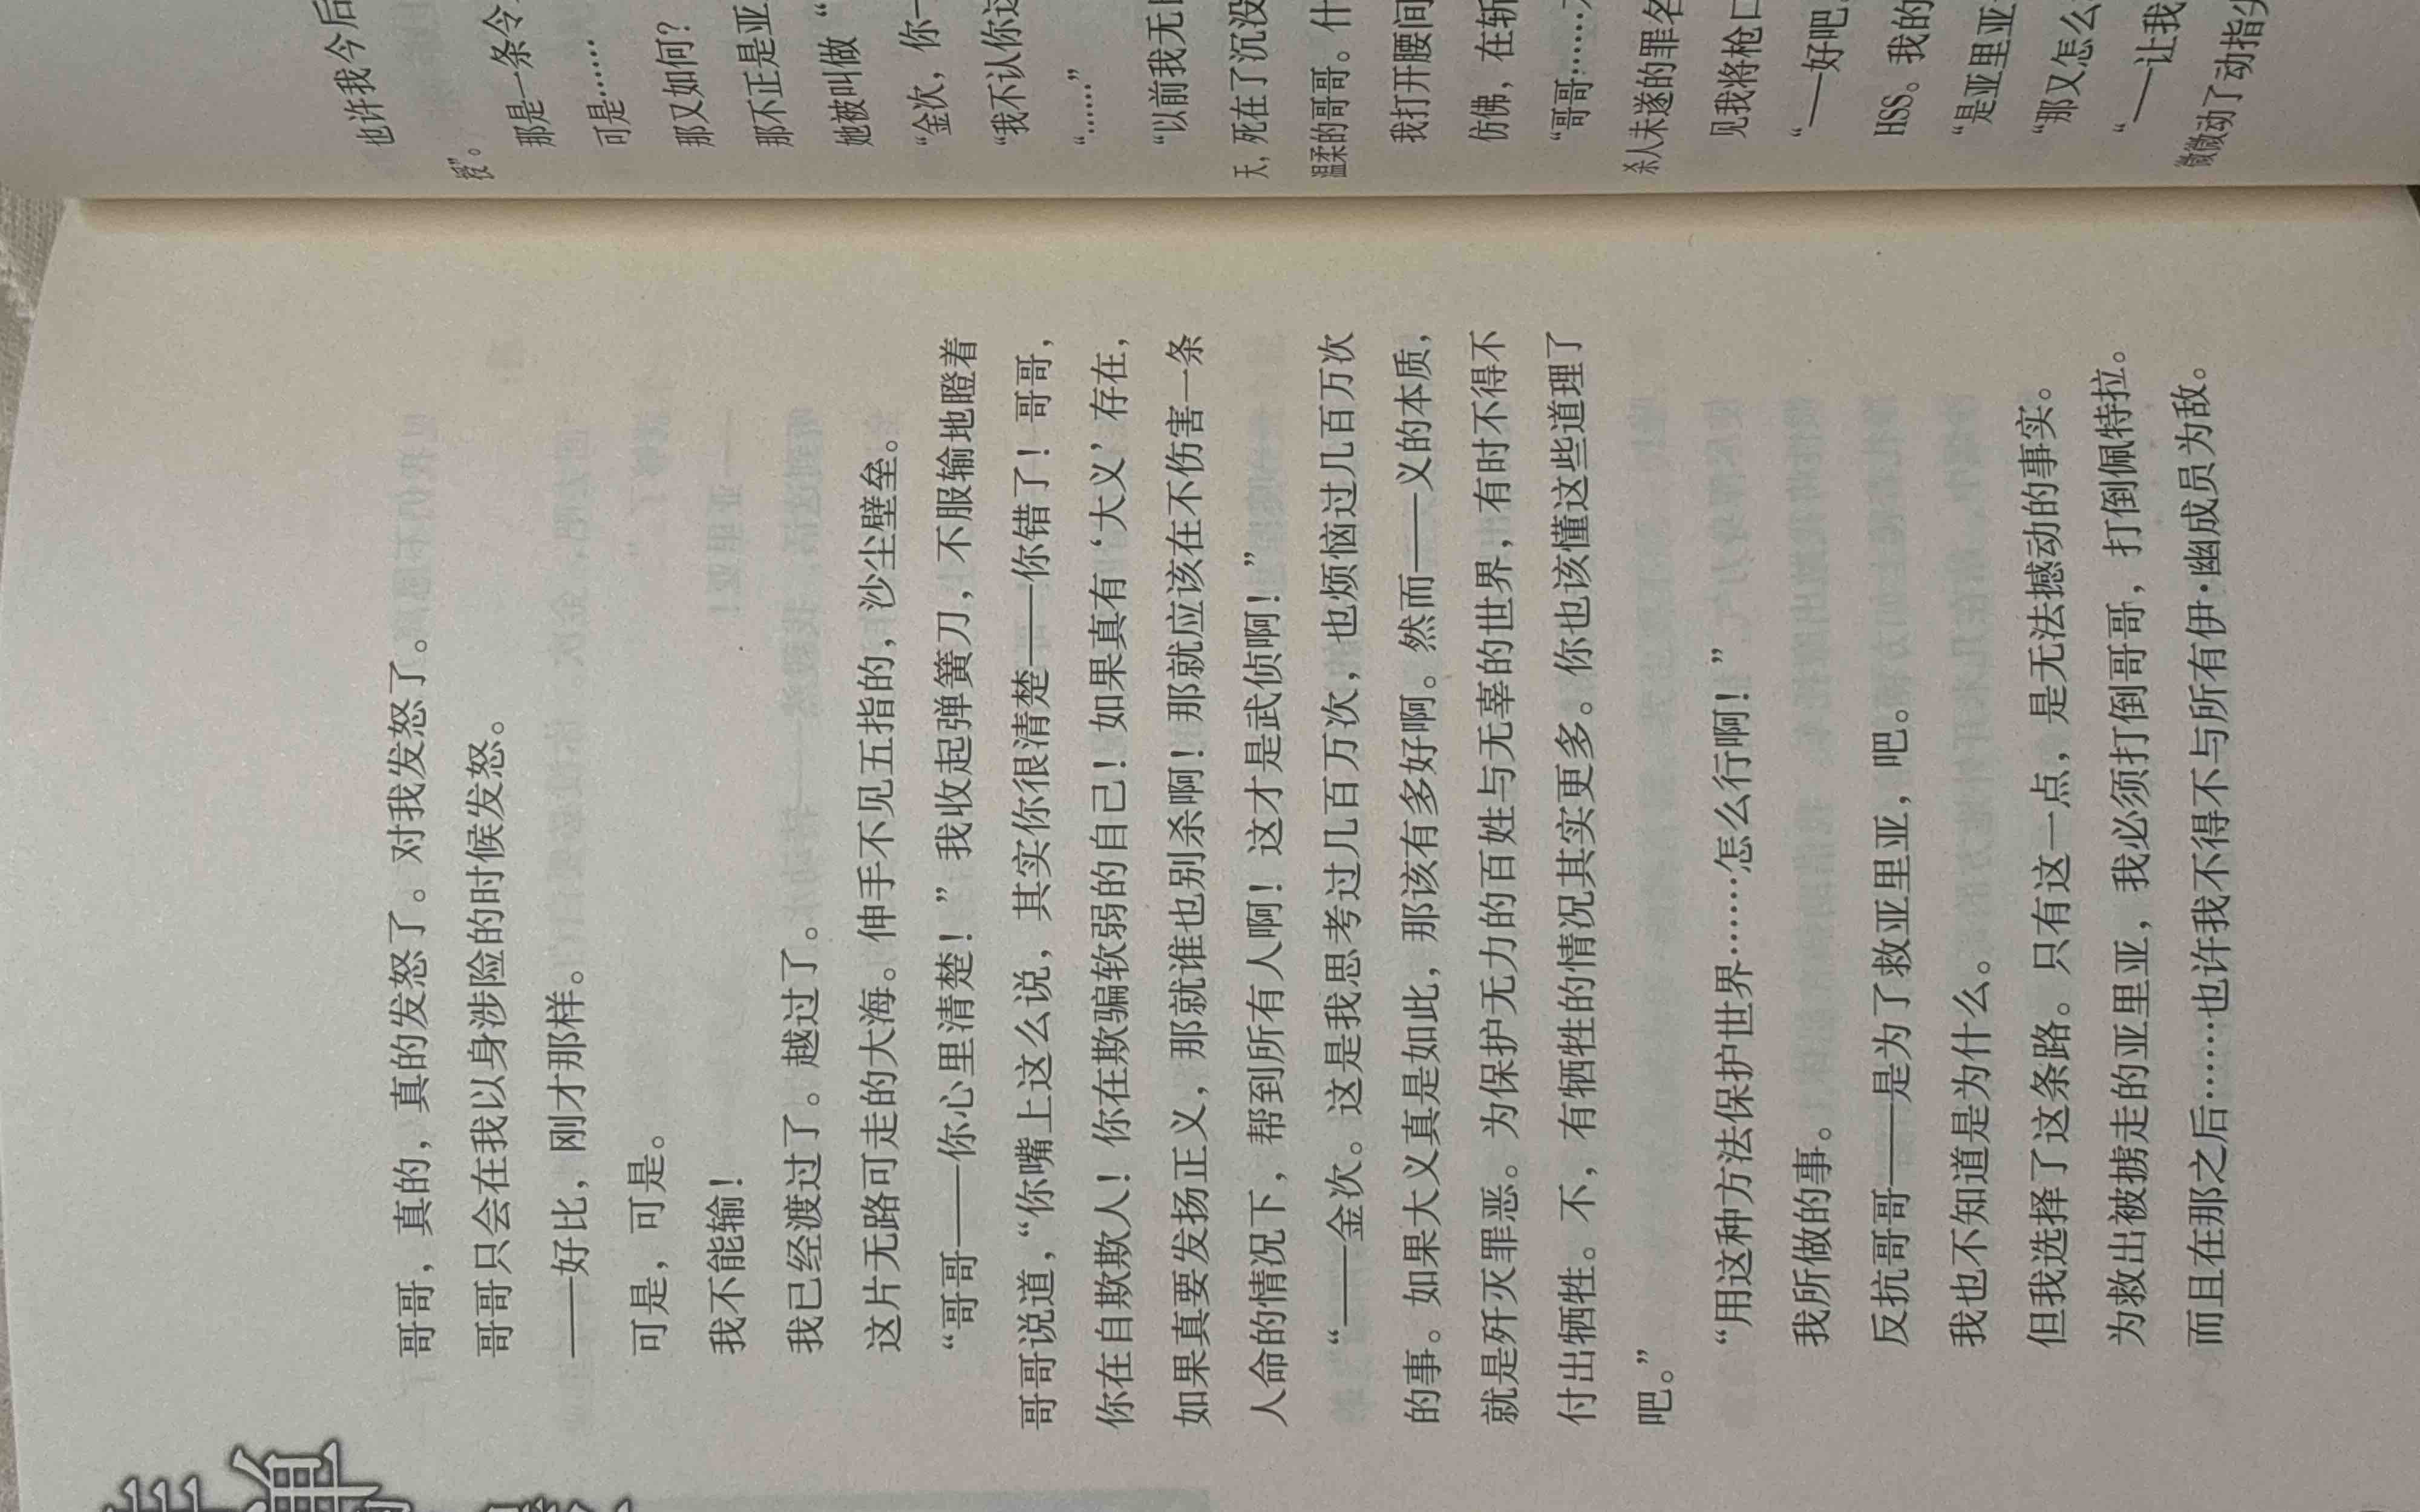 哥哥，真的，真的发怒了。对我发怒了。
哥哥只会在我以身涉险的时候发怒。
——好比，刚才那样。
可是，可是。
我不能输！
我已经渡过了。越过了。
这片无路可走的大海。伸手不见五指的，沙尘壁垒。
“哥哥——你心里清楚！”我收起弹簧刀，不服输地瞪着
哥哥说道，“你嘴上这么说，其实你很清楚——你错了！哥哥，
你在自欺欺人！你在欺骗软弱的自己！如果真有‘大义’存在，
如果真要发扬正义，那就谁也别杀啊！那就应该在不伤害一条
人命的情况下，帮到所有人啊！这才是武侦啊！”
“——金次。这是我思考过几百万次，也烦恼过几百万次
的事。如果大义真是如此，那该有多好啊。然而——义的本质，
就是歼灭罪恶。为保护无力的百姓与无辜的世界，有时不得不
付出牺牲。不，有牺牲的情况其实更多。你也该懂这些道理了
吧。”
“用这种方法保护世界……怎么行啊！”
我所做的事。
反抗哥哥——是为了救亚里亚，吧。
我也不知道是为什么。
但我选择了这条路。只有这一点，是无法撼动的事实。
为救出被掳走的亚里亚，我必须打倒哥哥，打倒佩特拉。
而且在那之后……也许我不得不与所有伊·幽成员为敌。
也许我今后
授”。
那是一条令
可是……
那又如何？
那不正是亚
她被叫做“
“金次，你一
“我不认你这
“……”
“以前我无
天，死在了沉没
温柔的哥哥。什
我打开腰间
仿佛，在斩
“哥哥……
杀人未遂的罪名
见我将枪口
“——好吧，
HSS。我的
“是亚里亚
“那又怎么
“——让我
微微动了动指尖